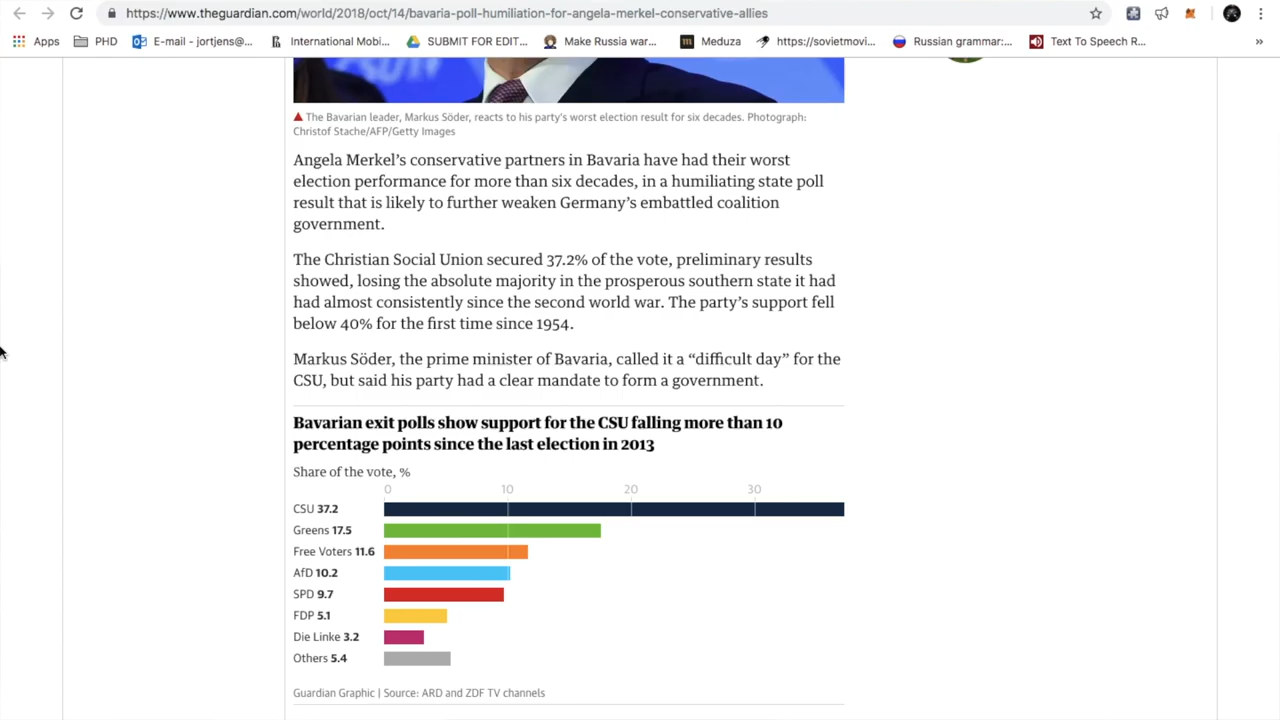 https://www.theguardian.com/world/2018/oct/14/bavaria-poll-humiliation-for-angela-merkel-conservative-allies
Apps PHD E-mail - jortjens@... International Mobi... SUBMIT FOR EDIT... Make Russia war... Meduza https://sovietmovi... Russian grammar:... Text To Speech R... »
CSU
▲ The Bavarian leader, Markus Söder, reacts to his party's worst election result for six decades. Photograph:
Christof Stache/AFP/Getty Images
Angela Merkel's conservative partners in Bavaria have had their worst
election performance for more than six decades, in a humiliating state poll
result that is likely to further weaken Germany's embattled coalition
government.
The Christian Social Union secured 37.2% of the vote, preliminary results
showed, losing the absolute majority in the prosperous southern state it had
had almost consistently since the second world war. The party's support fell
below 40% for the first time since 1954.
Markus Söder, the prime minister of Bavaria, called it a “difficult day” for the
CSU, but said his party had a clear mandate to form a government.
Bavarian exit polls show support for the CSU falling more than 10
percentage points since the last election in 2013
Share of the vote, %
0 10 20 30
CSU 37.2
Greens 17.5
Free Voters 11.6
AfD 10.2
SPD 9.7
FDP 5.1
Die Linke 3.2
Others 5.4
Guardian Graphic | Source: ARD and ZDF TV channels